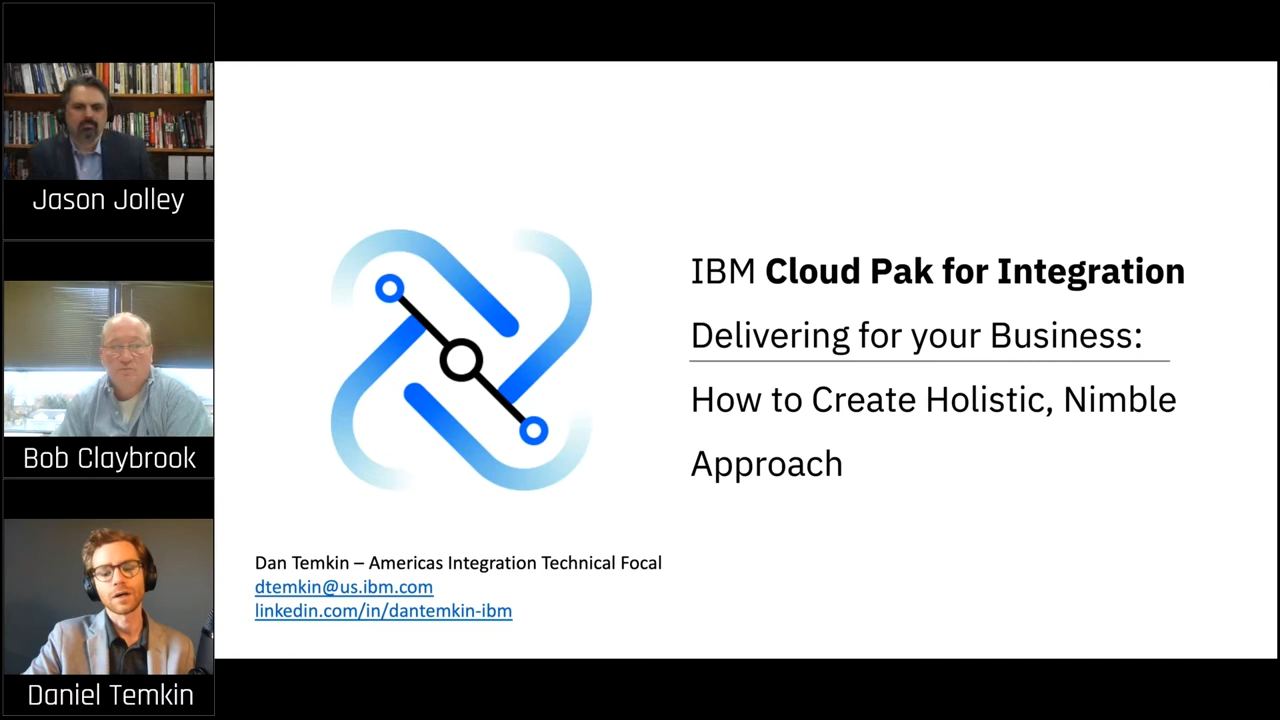 Jason Jolley
Bob Claybrook
Daniel Temkin
IBM Cloud Pak for Integration
Delivering for your Business:
How to Create Holistic, Nimble
Approach
Dan Temkin – Americas Integration Technical Focal
dtemkin@us.ibm.com
linkedin.com/in/dantemkin-ibm